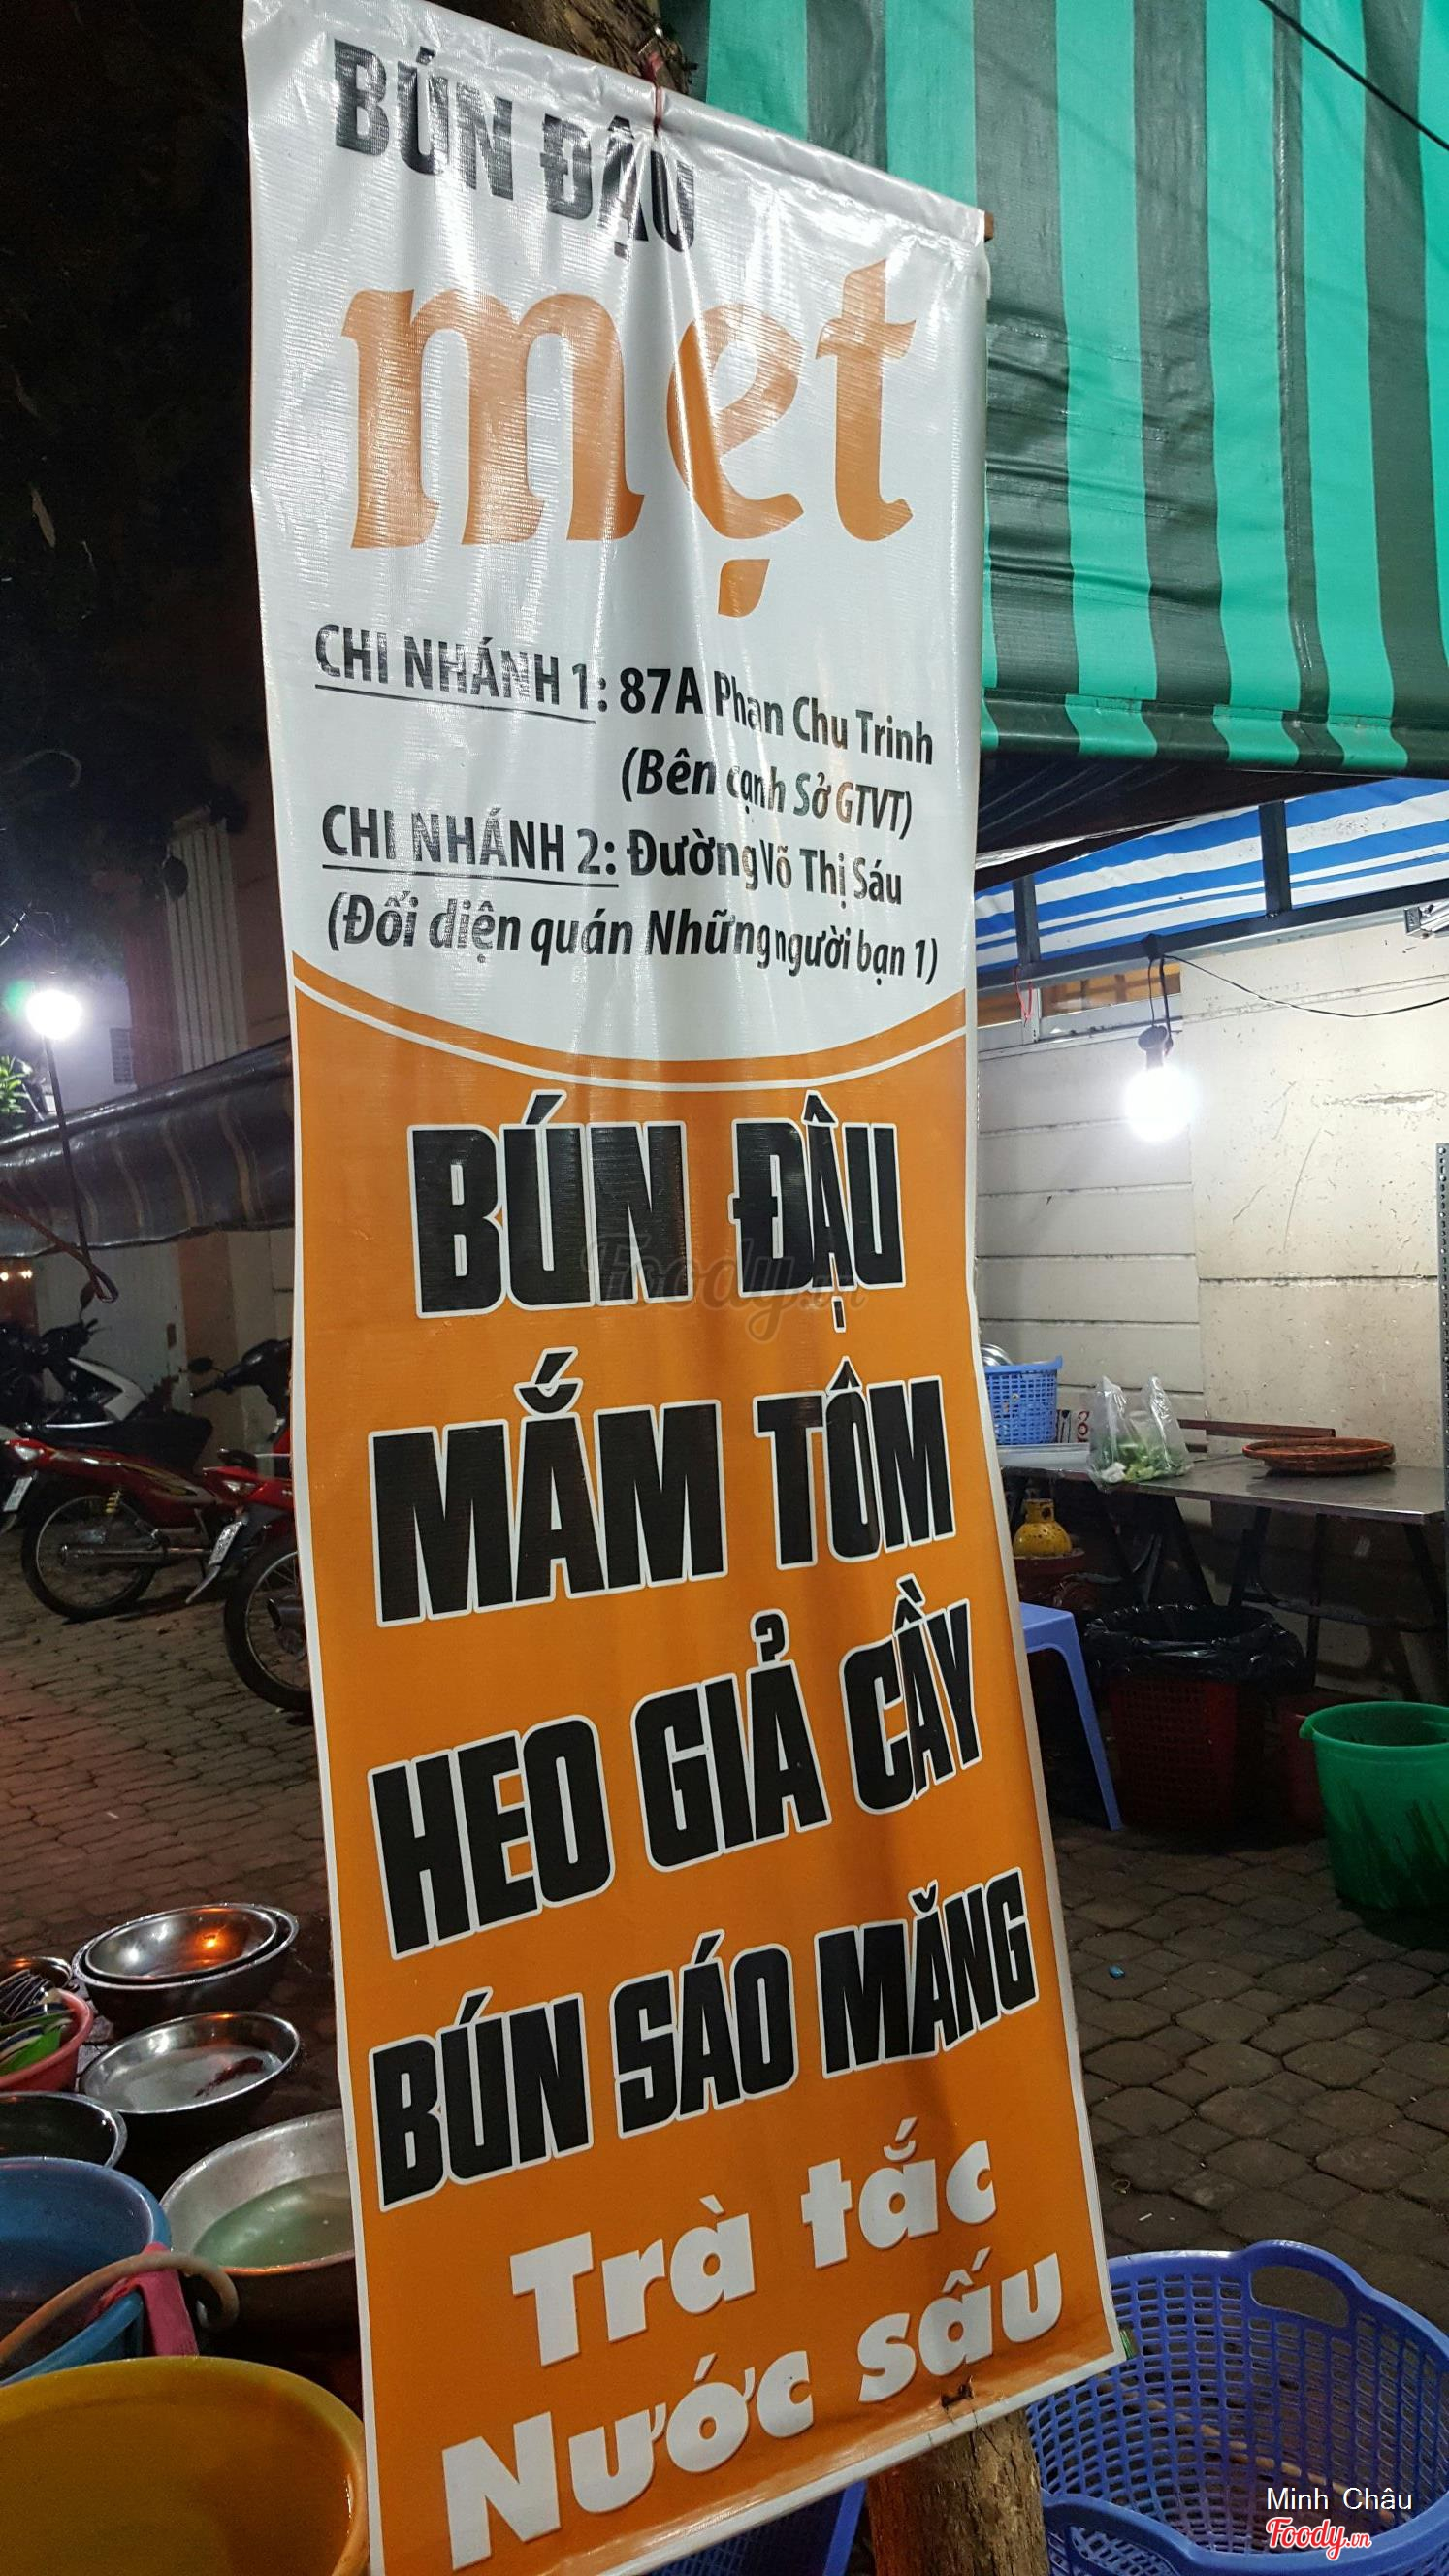 BÚN ĐẬU
mẹt
CHI NHÁNH 1: 87A Phan Chu Trinh
(Bên cạnh Sở GTVT)
CHI NHÁNH 2: Đường Võ Thị Sáu
(Đối diện quán Những người bạn 1)
BÚN ĐẬU
MẮM TÔM
HEO GIẢ CẦY
BÚN SÁO MĂNG
Trà tắc
Nước sấu
Foody.vn
Minh Châu
Foody.vn